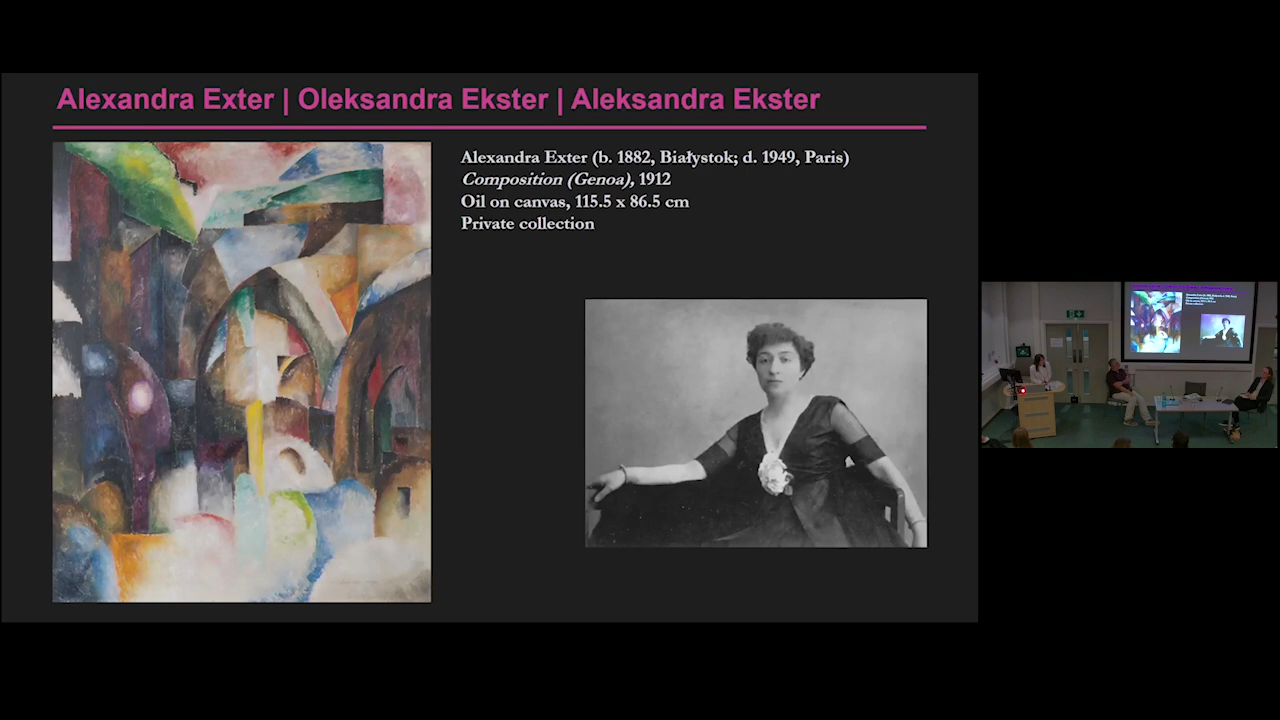 Alexandra Exter | Oleksandra Ekster | Aleksandra Ekster
Alexandra Exter (b. 1882, Białystok; d. 1949, Paris)
Composition (Genoa), 1912
Oil on canvas, 115.5 x 86.5 cm
Private collection